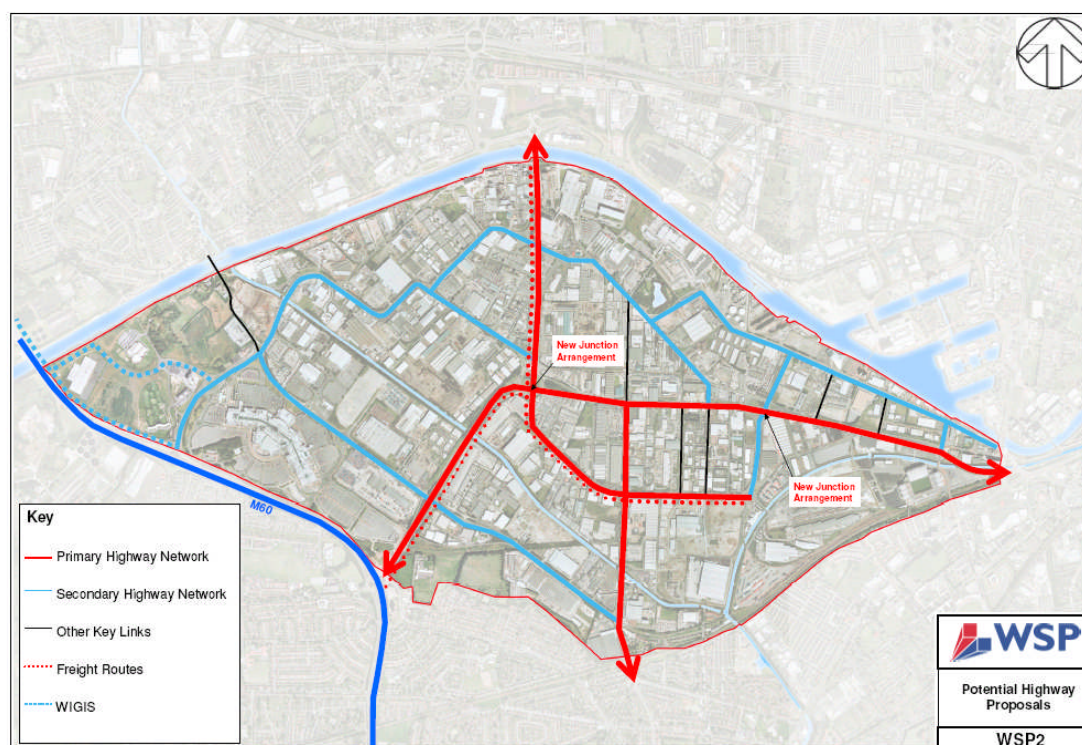 New Junction
Arrangement
New Junction
Arrangement
M60
Key
Primary Highway Network
Secondary Highway Network
Other Key Links
Freight Routes
WIGIS
WSP
Potential Highway
Proposals
WSP2